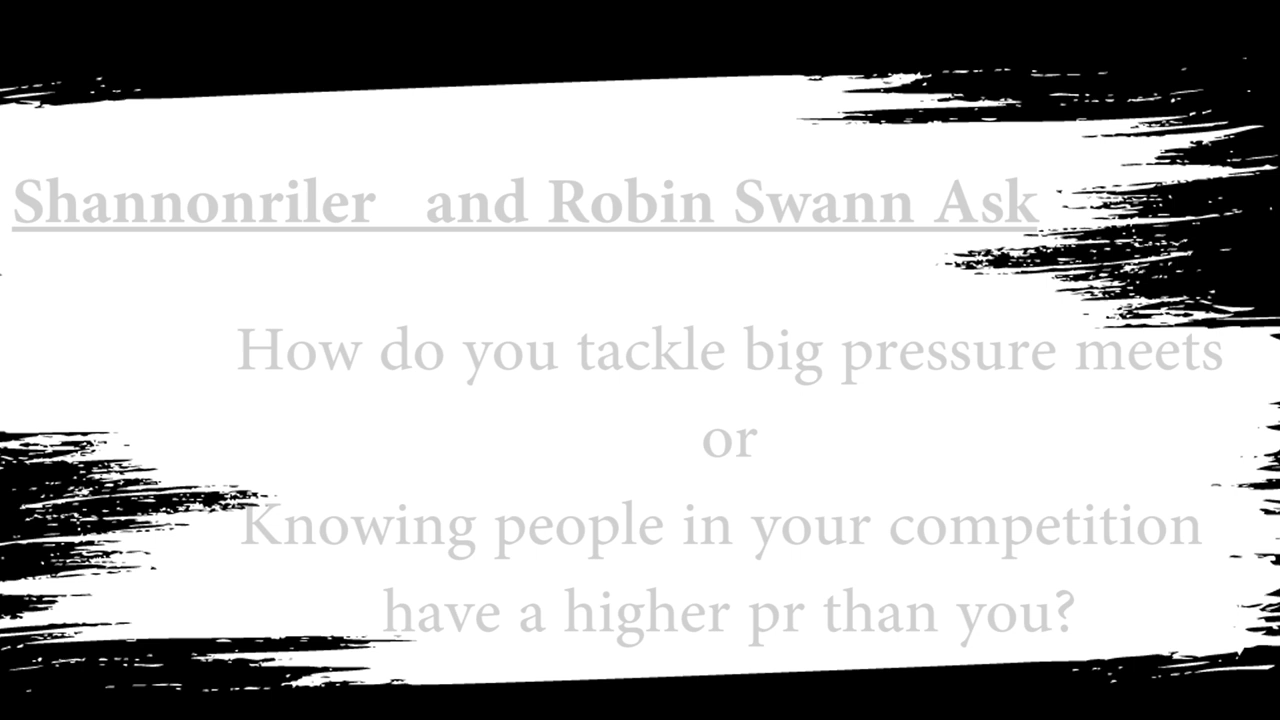 Shannonriler and Robin Swann Ask
How do you tackle big pressure meets
or
Knowing people in your competition
have a higher pr than you?